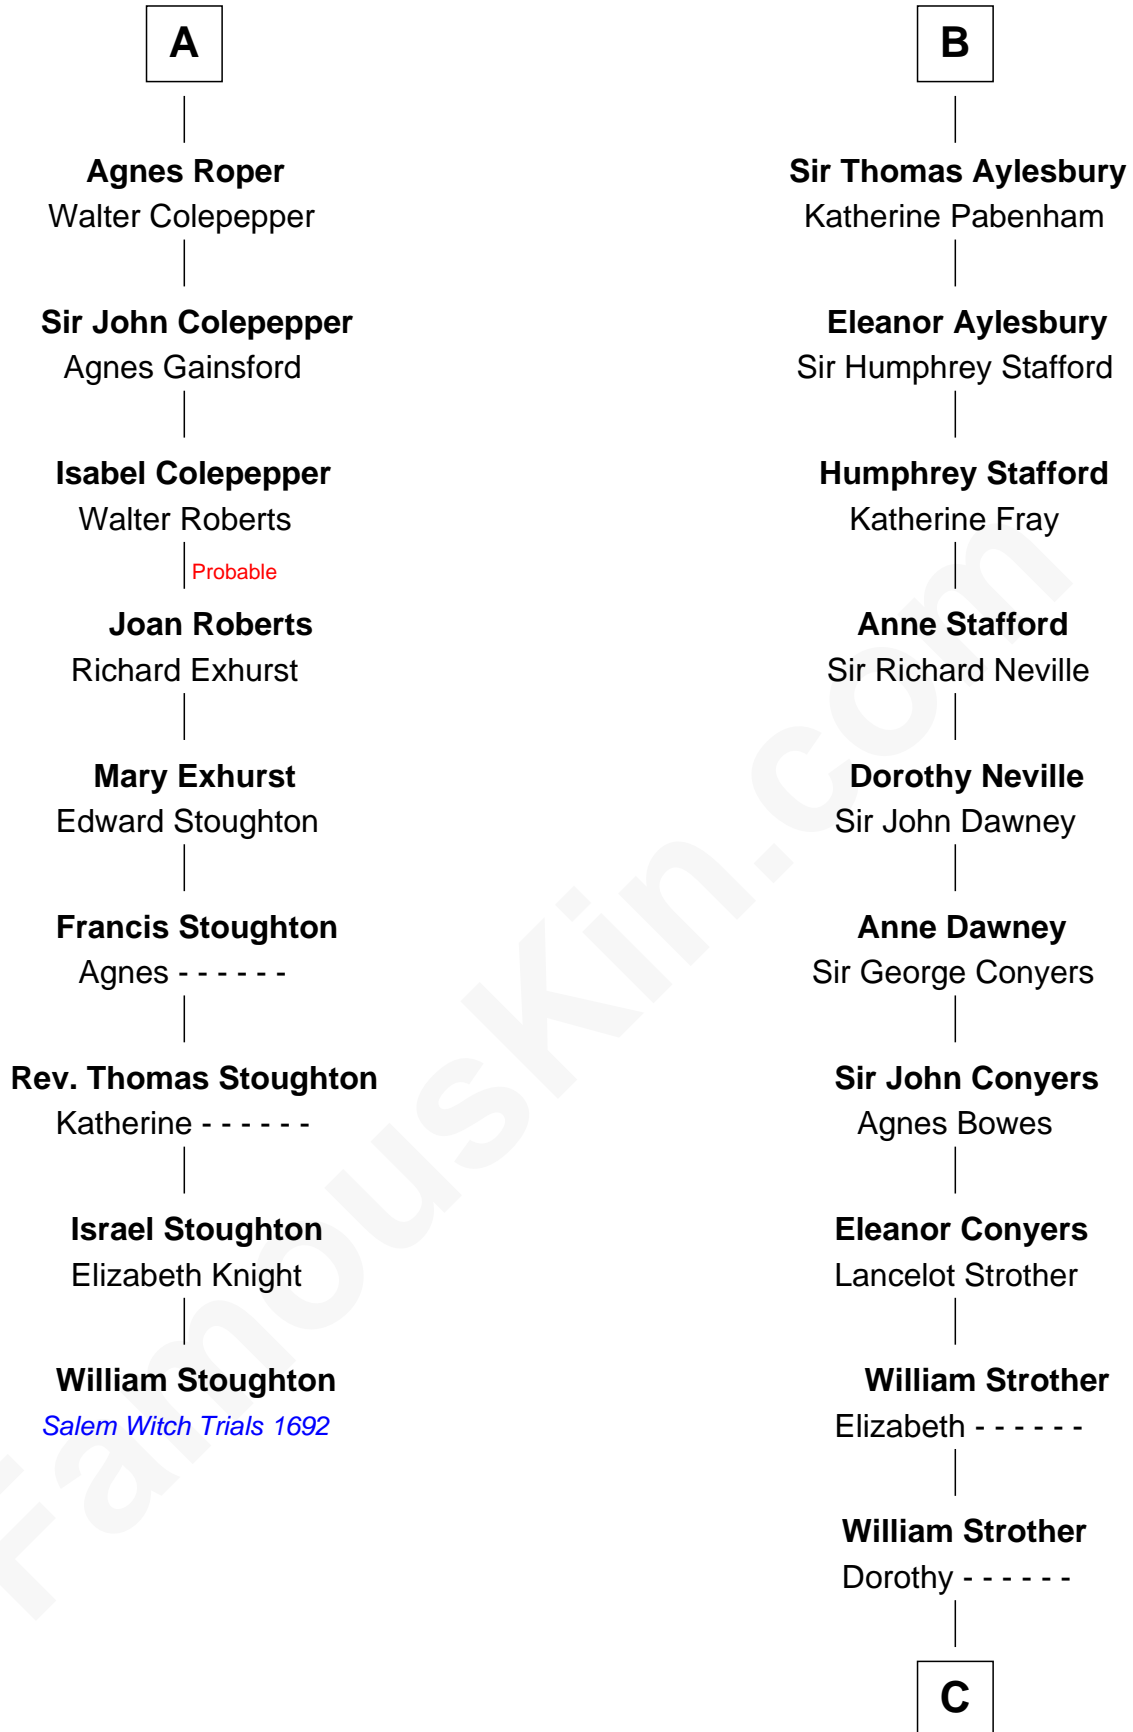 A
Agnes Roper
Walter Colepepper
Sir John Colepepper
Agnes Gainsford
Isabel Colepepper
Walter Roberts
Probable
Joan Roberts
Richard Exhurst
Mary Exhurst
Edward Stoughton
Francis Stoughton
Agnes - - - - - -
Rev. Thomas Stoughton
Katherine - - - - - -
Israel Stoughton
Elizabeth Knight
William Stoughton
Salem Witch Trials 1692
B
Sir Thomas Aylesbury
Katherine Pabenham
Eleanor Aylesbury
Sir Humphrey Stafford
Humphrey Stafford
Katherine Fray
Anne Stafford
Sir Richard Neville
Dorothy Neville
Sir John Dawney
Anne Dawney
Sir George Conyers
Sir John Conyers
Agnes Bowes
Eleanor Conyers
Lancelot Strother
William Strother
Elizabeth - - - - - -
William Strother
Dorothy - - - - - -
C
FamousKin.com